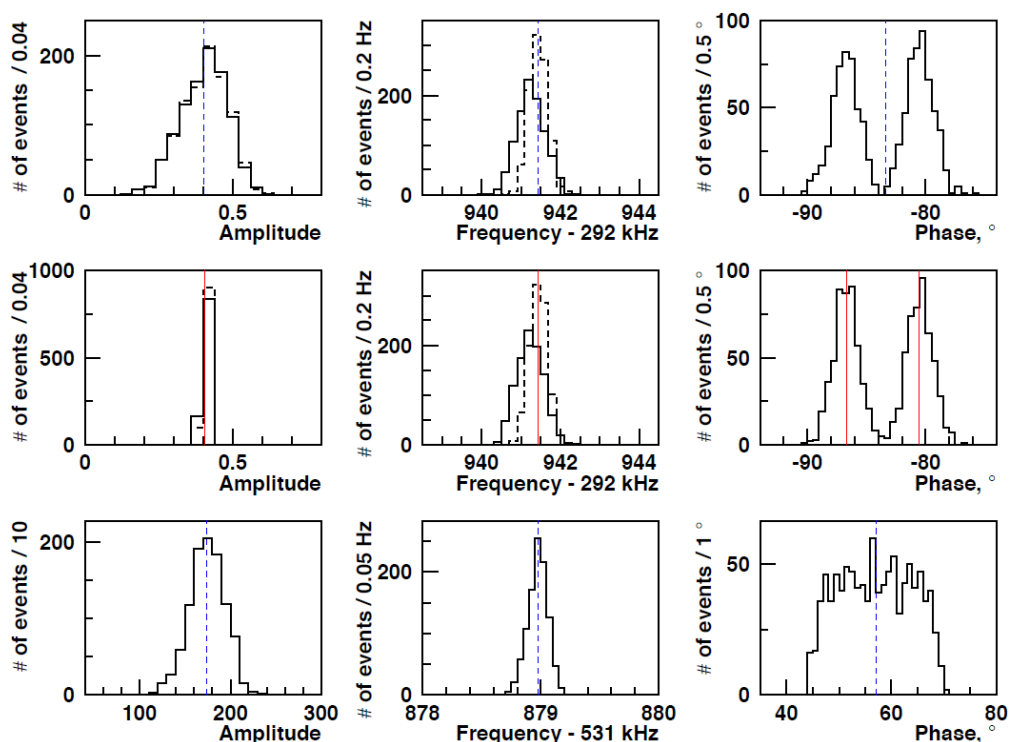 # of events / 0.04
200
0
0
0.5
Amplitude
# of events / 0.2 Hz
200
0
940
942
944
Frequency - 292 kHz
# of events / 0.5 °
100
50
0
-90
-80
Phase, °
# of events / 0.04
1000
500
0
0
0.5
Amplitude
# of events / 0.2 Hz
200
0
940
942
944
Frequency - 292 kHz
# of events / 0.5 °
100
50
0
-90
-80
Phase, °
# of events / 10
200
0
100
200
300
Amplitude
# of events / 0.05 Hz
200
0
878
879
880
Frequency - 531 kHz
# of events / 1 °
50
0
40
60
80
Phase, °